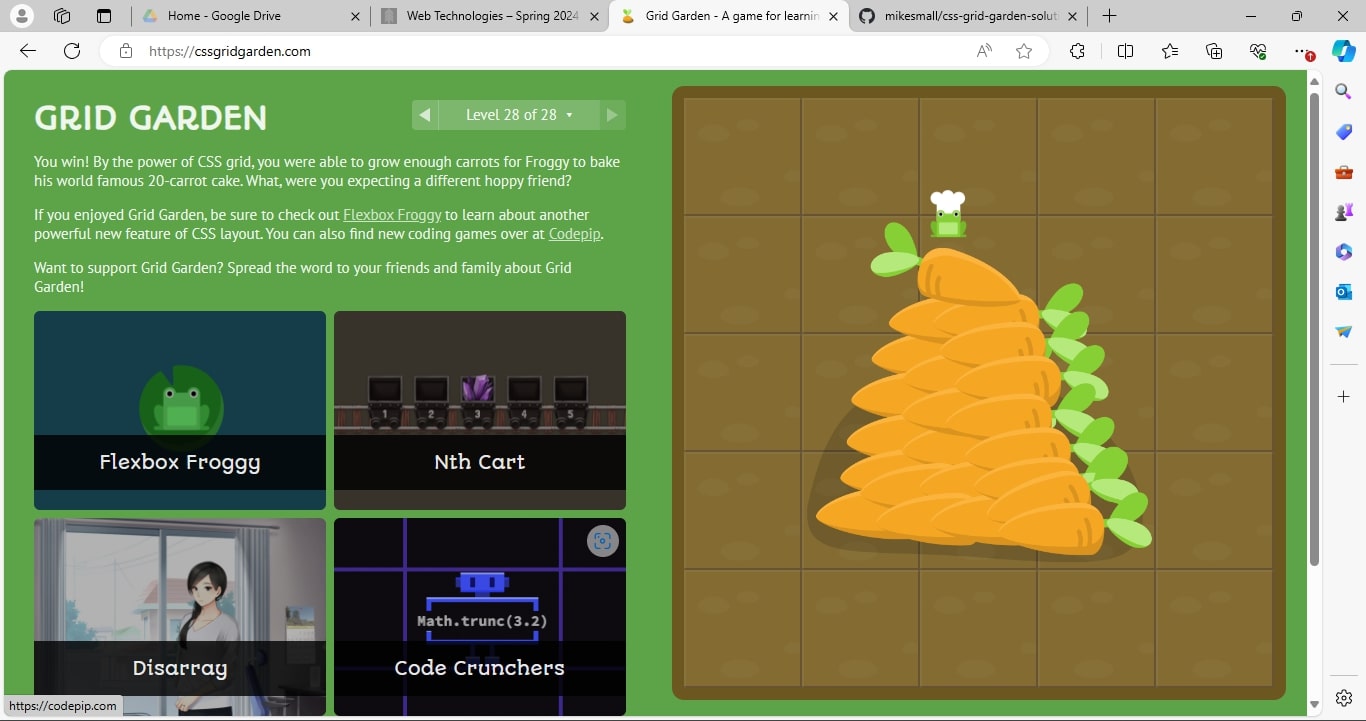 Home - Google Drive
Web Technologies – Spring 2024
Grid Garden - A game for learnin
mikesmall/css-grid-garden-solut
https://cssgridgarden.com
GRID GARDEN
Level 28 of 28
You win! By the power of CSS grid, you were able to grow enough carrots for Froggy to bake
his world famous 20-carrot cake. What, were you expecting a different hoppy friend?
If you enjoyed Grid Garden, be sure to check out Flexbox Froggy to learn about another
powerful new feature of CSS layout. You can also find new coding games over at Codepip.
Want to support Grid Garden? Spread the word to your friends and family about Grid
Garden!
Flexbox Froggy
1 2 3 4 5
Nth Cart
Disarray
Math.trunc(3.2)
Code Crunchers
https://codepip.com